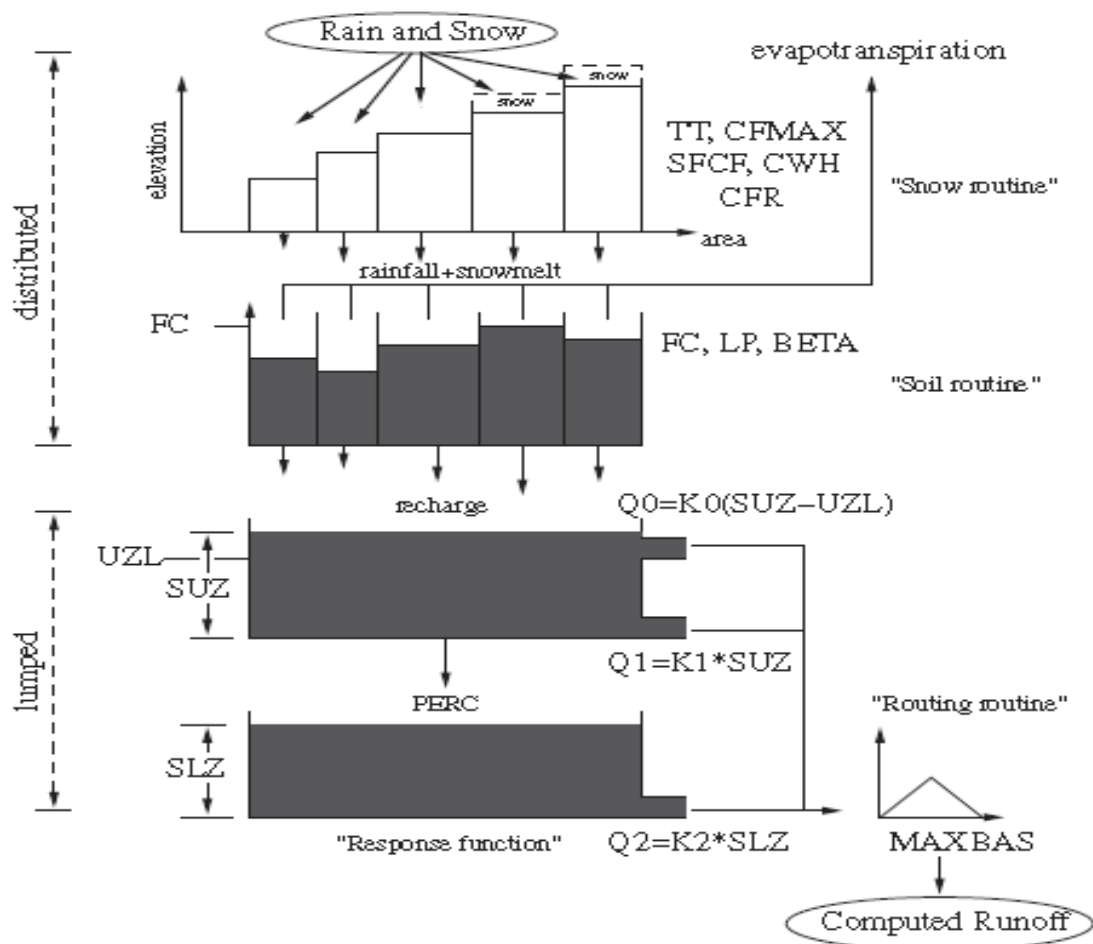 Rain and Snow
evapotranspiration
snow
snow
elevation
TT, CFMAX
SFCF, CWH
CFR
"Snow routine"
area
distributed
rainfall+snowmelt
FC
FC, LP, BETA
"Soil routine"
recharge
Q0=K0(SUZ−UZL)
UZL
SUZ
lumped
Q1=K1*SUZ
PERC
"Routing routine"
SLZ
"Response function"
Q2=K2*SLZ
MAXBAS
Computed Runoff